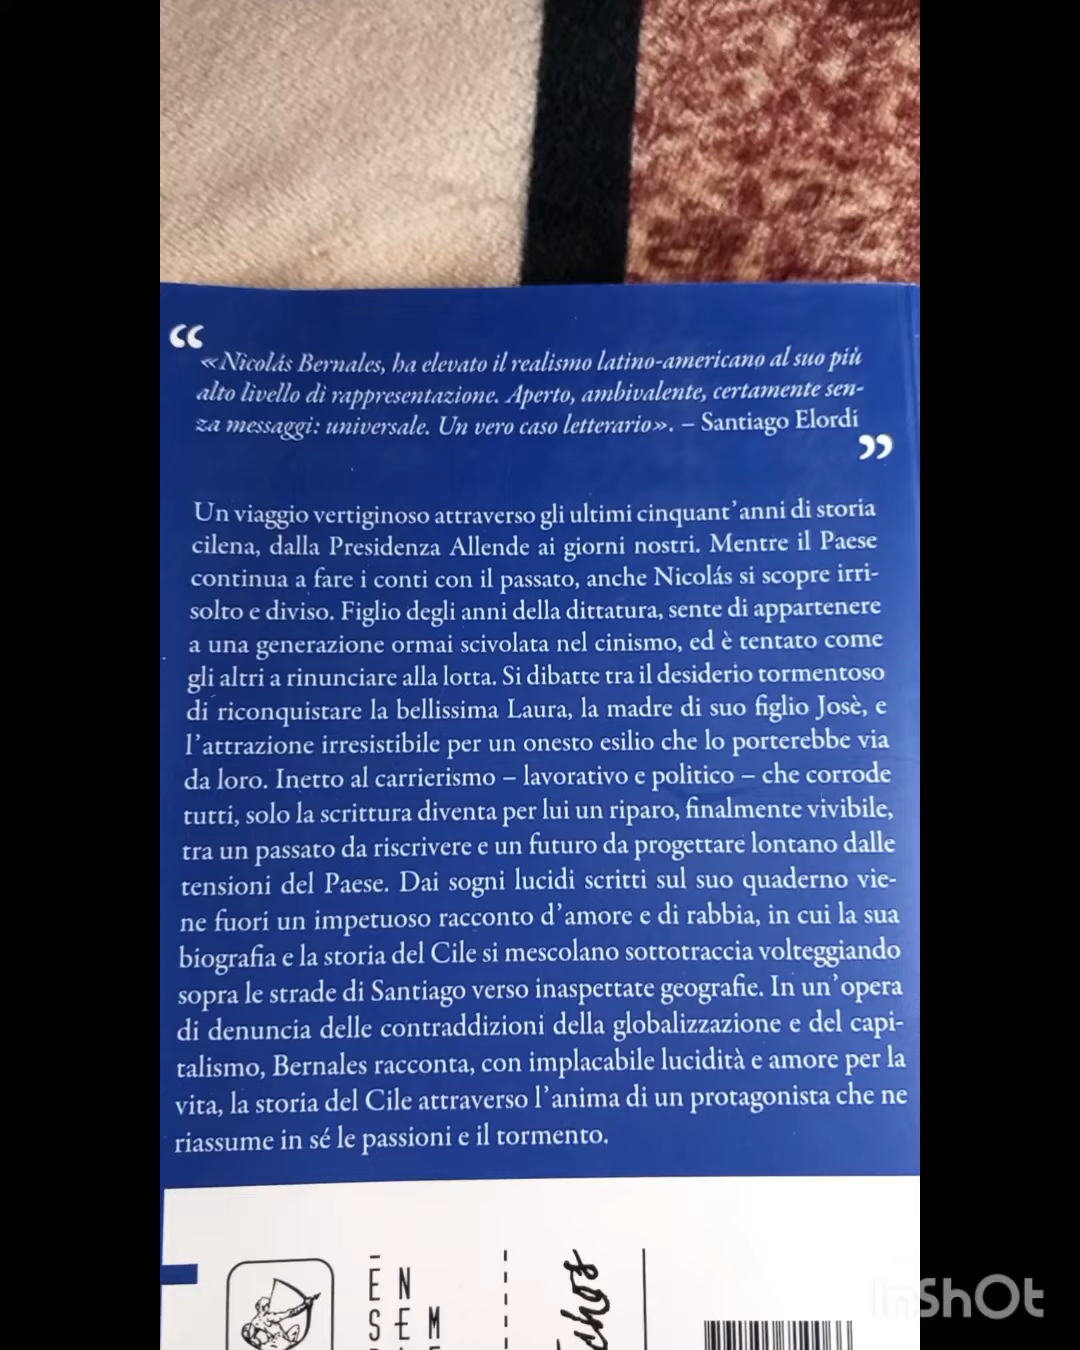 “
«Nicolás Bernales, ha elevato il realismo latino-americano al suo più
alto livello di rappresentazione. Aperto, ambivalente, certamente sen-
za messaggi: universale. Un vero caso letterario». – Santiago Elordi
”
Un viaggio vertiginoso attraverso gli ultimi cinquant’anni di storia
cilena, dalla Presidenza Allende ai giorni nostri. Mentre il Paese
continua a fare i conti con il passato, anche Nicolás si scopre irri-
solto e diviso. Figlio degli anni della dittatura, sente di appartenere
a una generazione ormai scivolata nel cinismo, ed è tentato come
gli altri a rinunciare alla lotta. Si dibatte tra il desiderio tormentoso
di riconquistare la bellissima Laura, la madre di suo figlio Josè, e
l’attrazione irresistibile per un onesto esilio che lo porterebbe via
da loro. Inetto al carrierismo – lavorativo e politico – che corrode
tutti, solo la scrittura diventa per lui un riparo, finalmente vivibile,
tra un passato da riscrivere e un futuro da progettare lontano dalle
tensioni del Paese. Dai sogni lucidi scritti sul suo quaderno vie-
ne fuori un impetuoso racconto d’amore e di rabbia, in cui la sua
biografia e la storia del Cile si mescolano sottotraccia volteggiando
sopra le strade di Santiago verso inaspettate geografie. In un’opera
di denuncia delle contraddizioni della globalizzazione e del capi-
talismo, Bernales racconta, con implacabile lucidità e amore per la
vita, la storia del Cile attraverso l’anima di un protagonista che ne
riassume in sé le passioni e il tormento.
EN
SEM
InShOt